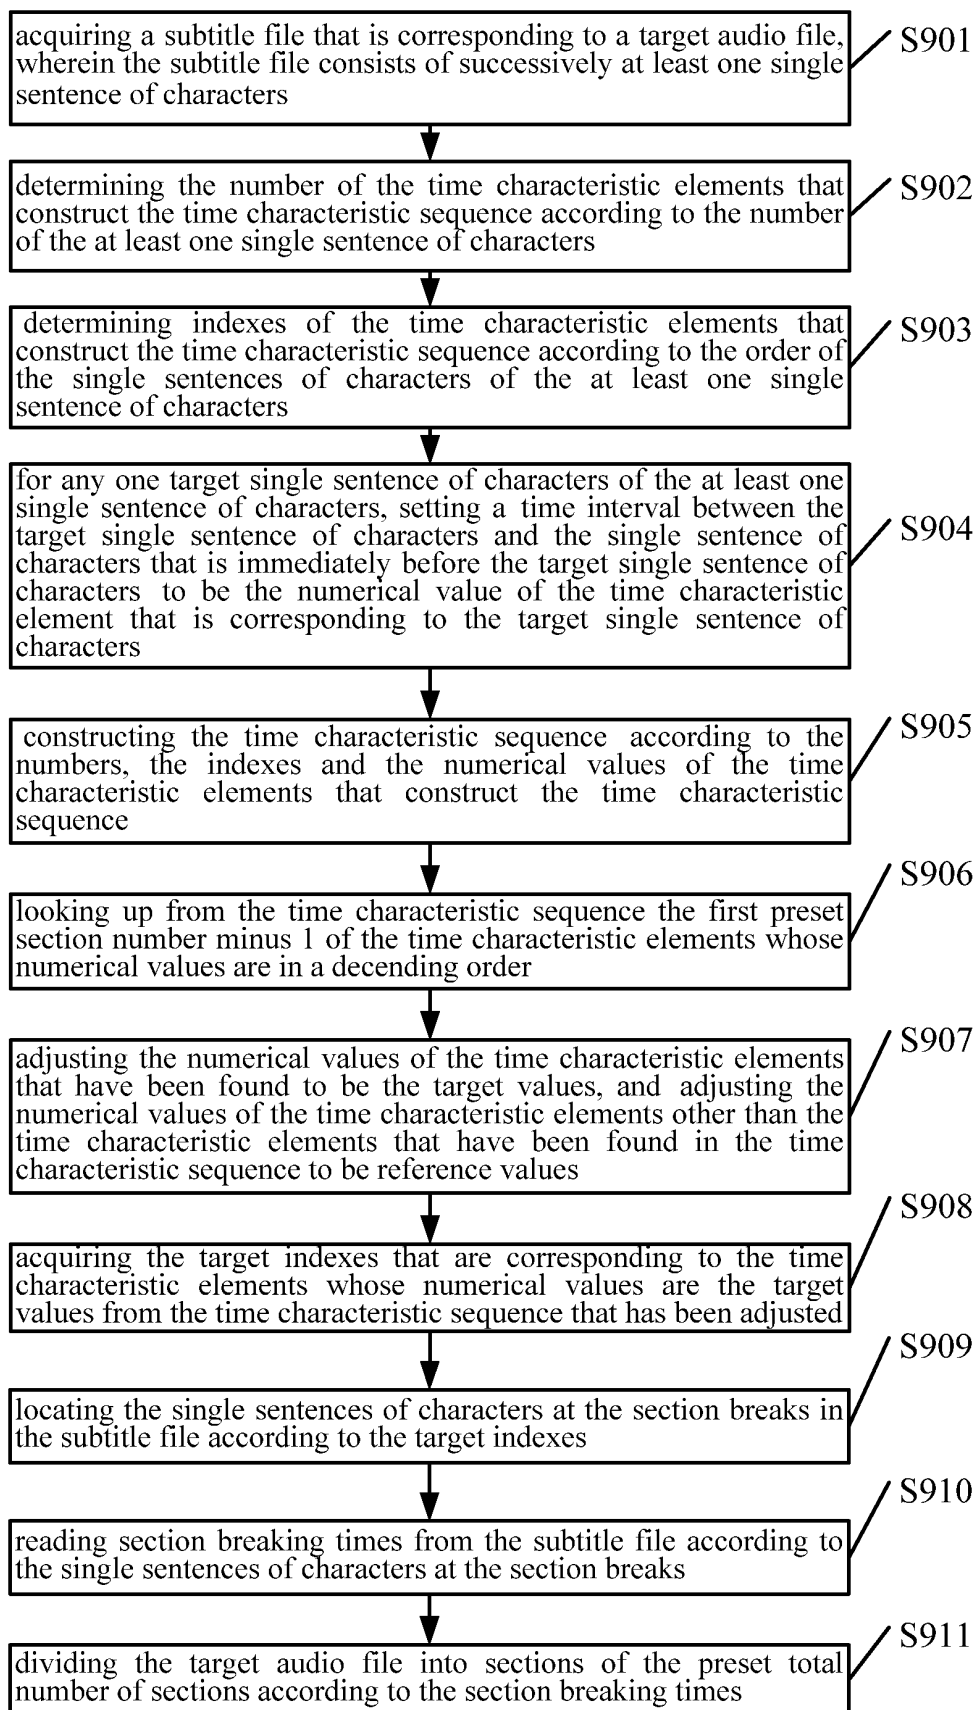 acquiring a subtitle file that is corresponding to a target audio file,
wherein the subtitle file consists of successively at least one single
sentence of characters
S901
determining the number of the time characteristic elements that
construct the time characteristic sequence according to the number
of the at least one single sentence of characters
S902
determining indexes of the time characteristic elements that
construct the time characteristic sequence according to the order of
the single sentences of characters of the at least one single
sentence of characters
S903
for any one target single sentence of characters of the at least one
single sentence of characters, setting a time interval between the
target single sentence of characters and the single sentence of
characters that is immediately before the target single sentence of
characters to be the numerical value of the time characteristic
element that is corresponding to the target single sentence of
characters
S904
constructing the time characteristic sequence according to the
numbers, the indexes and the numerical values of the time
characteristic elements that construct the time characteristic
sequence
S905
looking up from the time characteristic sequence the first preset
section number minus 1 of the time characteristic elements whose
numerical values are in a decending order
S906
adjusting the numerical values of the time characteristic elements
that have been found to be the target values, and adjusting the
numerical values of the time characteristic elements other than the
time characteristic elements that have been found in the time
characteristic sequence to be reference values
S907
acquiring the target indexes that are corresponding to the time
characteristic elements whose numerical values are the target
values from the time characteristic sequence that has been adjusted
S908
locating the single sentences of characters at the section breaks in
the subtitle file according to the target indexes
S909
reading section breaking times from the subtitle file according to
the single sentences of characters at the section breaks
S910
dividing the target audio file into sections of the preset total
number of sections according to the section breaking times
S911